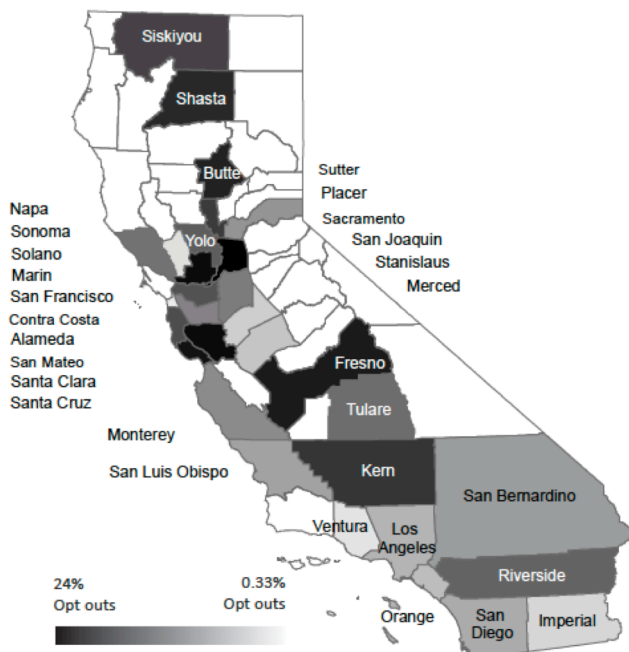 Siskiyou
Shasta
Butte
Sutter
Placer
Sacramento
San Joaquin
Stanislaus
Merced
Napa
Sonoma
Solano
Marin
San Francisco
Contra Costa
Alameda
San Mateo
Santa Clara
Santa Cruz
Yolo
Fresno
Tulare
Monterey
San Luis Obispo
Kern
San Bernardino
Ventura
Los
Angeles
Riverside
Orange
San
Diego
Imperial
24%
Opt outs
0.33%
Opt outs